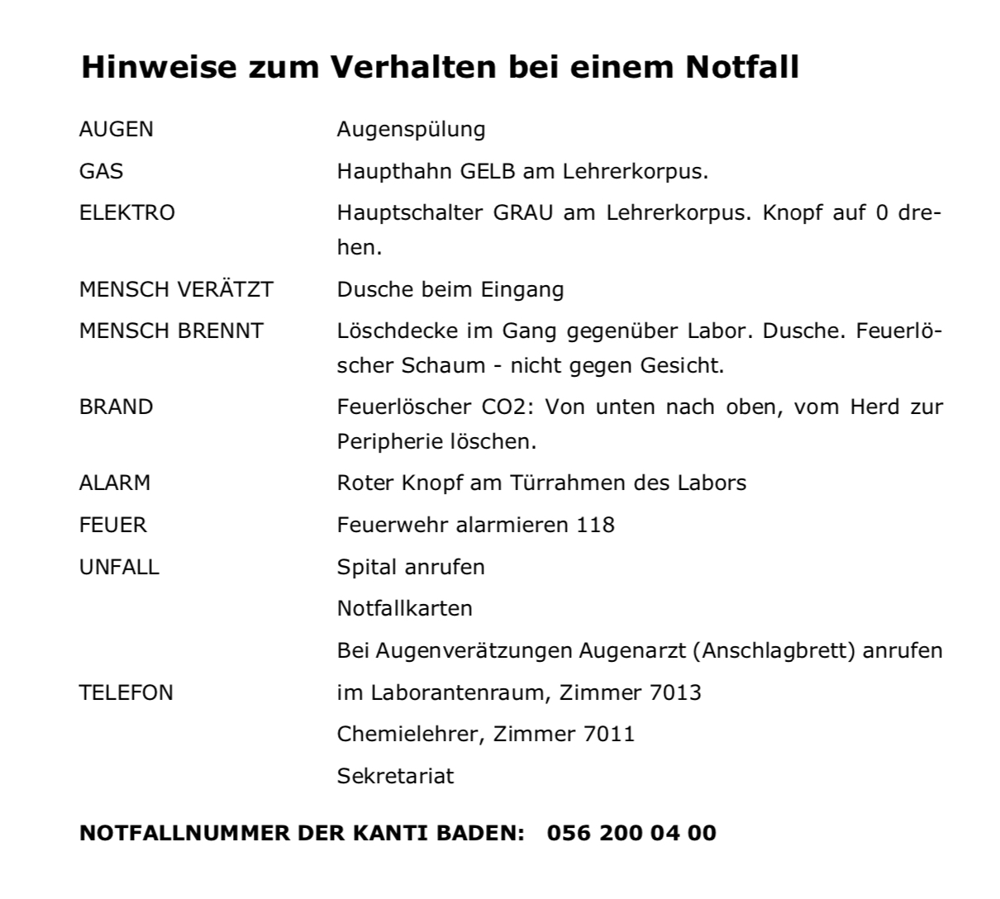 Hinweise zum Verhalten bei einem Notfall
AUGEN Augenspülung
GAS Haupthahn GELB am Lehrerkorpus.
ELEKTRO Hauptschalter GRAU am Lehrerkorpus. Knopf auf 0 dre-
hen.
MENSCH VERÄTZT Dusche beim Eingang
MENSCH BRENNT Löschdecke im Gang gegenüber Labor. Dusche. Feuerlö-
scher Schaum - nicht gegen Gesicht.
BRAND Feuerlöscher CO2: Von unten nach oben, vom Herd zur
Peripherie löschen.
ALARM Roter Knopf am Türrahmen des Labors
FEUER Feuerwehr alarmieren 118
UNFALL Spital anrufen
Notfallkarten
Bei Augenverätzungen Augenarzt (Anschlagbrett) anrufen
TELEFON im Laborantenraum, Zimmer 7013
Chemielehrer, Zimmer 7011
Sekretariat
NOTFALLNUMMER DER KANTI BADEN: 056 200 04 00